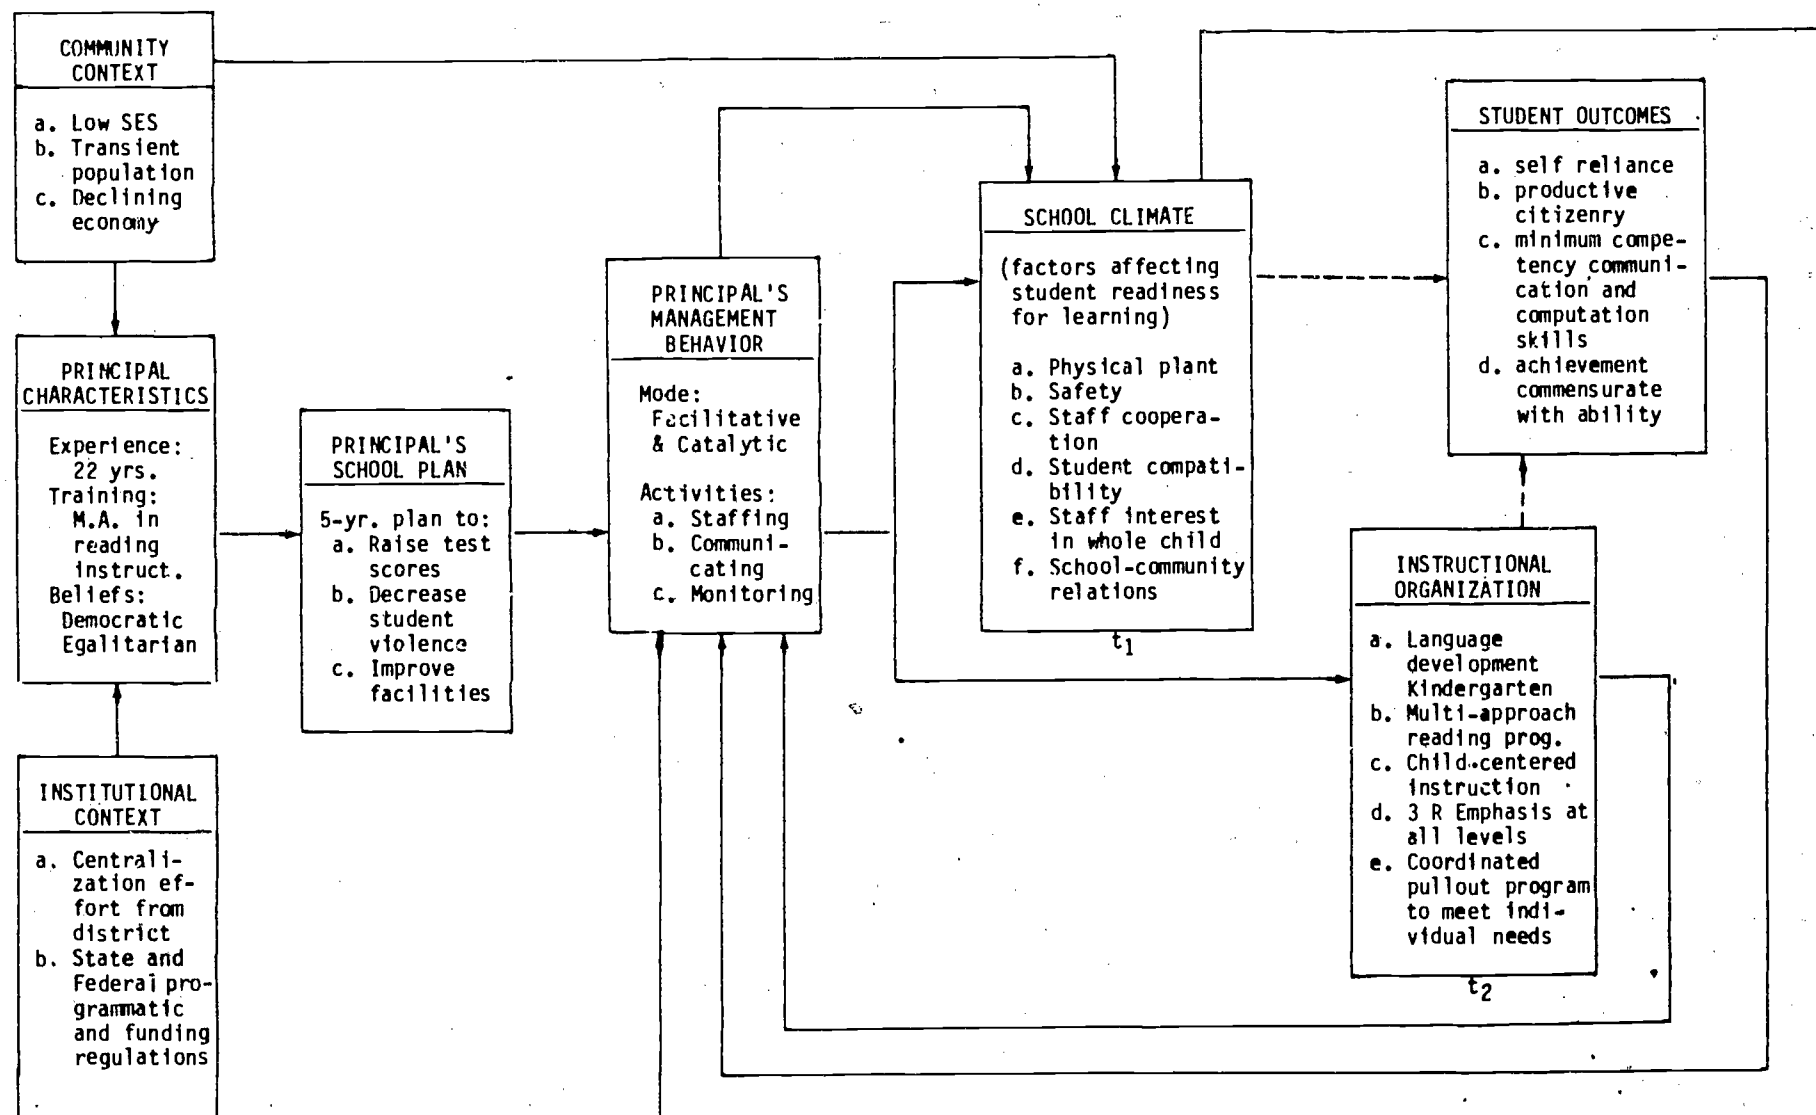 COMMUNITY
CONTEXT
a. Low SES
b. Transient
population
c. Declining
economy
PRINCIPAL
CHARACTERISTICS
Experience:
22 yrs.
Training:
M.A. in
reading
instruct.
Beliefs:
Democratic
Egalitarian
INSTITUTIONAL
CONTEXT
a. Centrali-
zation ef-
fort from
district
b. State and
Federal pro-
grammatic
and funding
regulations
PRINCIPAL'S
SCHOOL PLAN
5-yr. plan to:
a. Raise test
scores
b. Decrease
student
violence
c. Improve
facilities
PRINCIPAL'S
MANAGEMENT
BEHAVIOR
Mode:
Facilitative
& Catalytic
Activities:
a. Staffing
b. Communi-
cating
c. Monitoring
SCHOOL CLIMATE
(factors affecting
student readiness
for learning)
a. Physical plant
b. Safety
c. Staff coopera-
tion
d. Student compati-
bility
e. Staff interest
in whole child
f. School-community
relations
t1
STUDENT OUTCOMES
a. self reliance
b. productive
citizenry
c. minimum compe-
tency communi-
cation and
computation
skills
d. achievement
commensurate
with ability
INSTRUCTIONAL
ORGANIZATION
a. Language
development
Kindergarten
b. Multi-approach
reading prog.
c. Child-centered
instruction
d. 3 R Emphasis at
all levels
e. Coordinated
pullout program
to meet indi-
vidual needs
t2